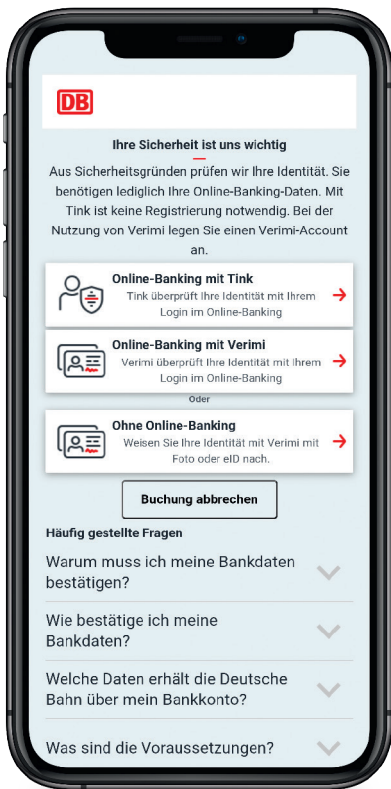 DB
Ihre Sicherheit ist uns wichtig
Aus Sicherheitsgründen prüfen wir Ihre Identität. Sie
benötigen lediglich Ihre Online-Banking-Daten. Mit
Tink ist keine Registrierung notwendig. Bei der
Nutzung von Verimi legen Sie einen Verimi-Account
an.
Online-Banking mit Tink
Tink überprüft Ihre Identität mit Ihrem
Login im Online-Banking
Online-Banking mit Verimi
Verimi überprüft Ihre Identität mit Ihrem
Login im Online-Banking
Oder
Ohne Online-Banking
Weisen Sie Ihre Identität mit Verimi mit
Foto oder eID nach.
Buchung abbrechen
Häufig gestellte Fragen
Warum muss ich meine Bankdaten
bestätigen?
Wie bestätige ich meine
Bankdaten?
Welche Daten erhält die Deutsche
Bahn über mein Bankkonto?
Was sind die Voraussetzungen?